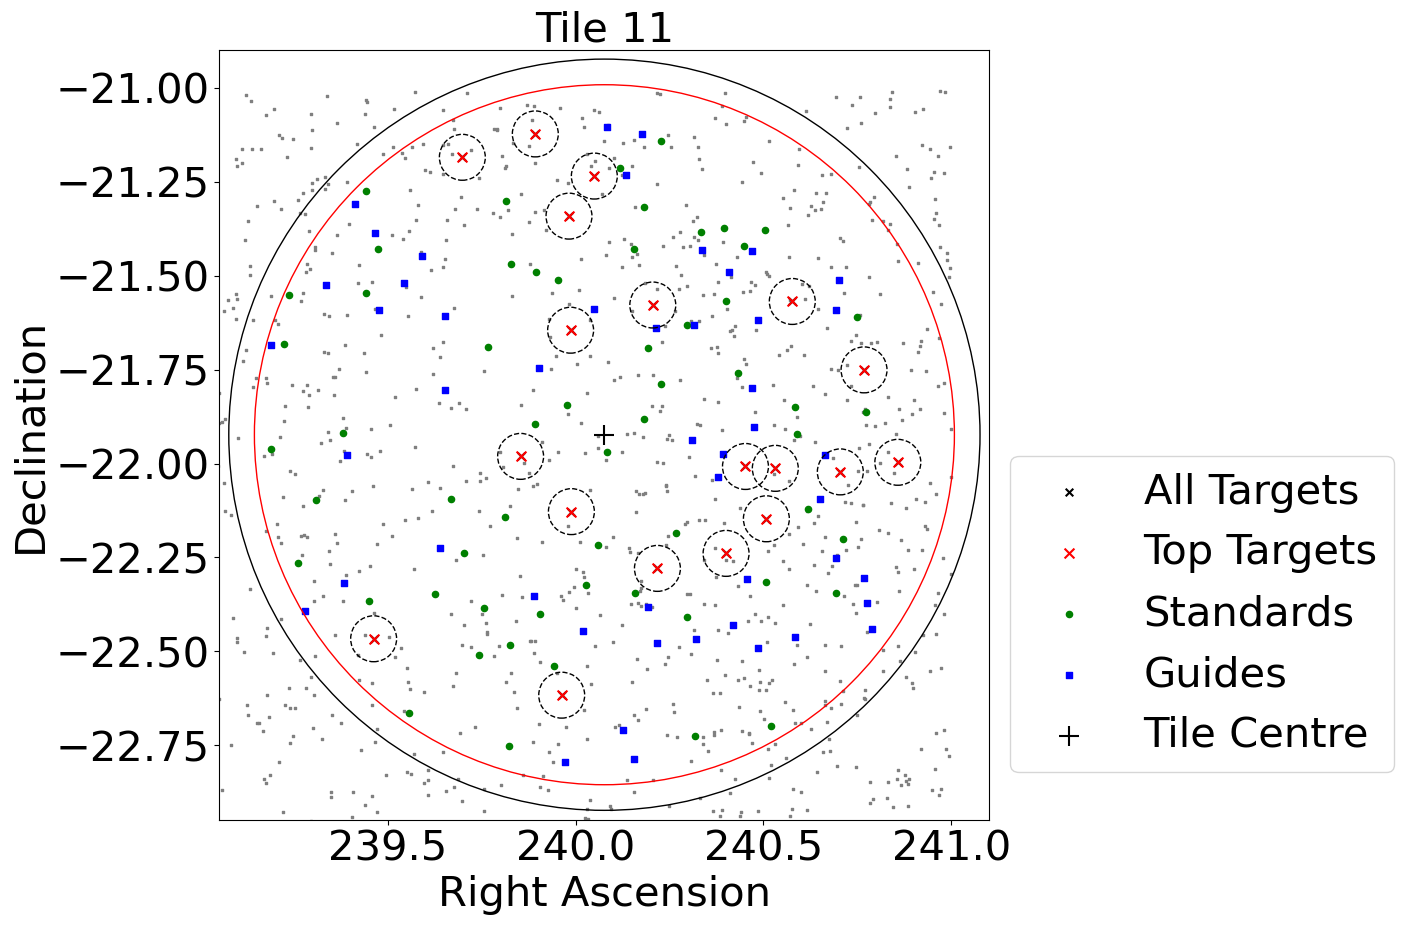 Tile 11
−21.00
−21.25
−21.50
−21.75
−22.00
−22.25
−22.50
−22.75
Declination
239.5 240.0 240.5 241.0
Right Ascension
All Targets
Top Targets
Standards
Guides
Tile Centre